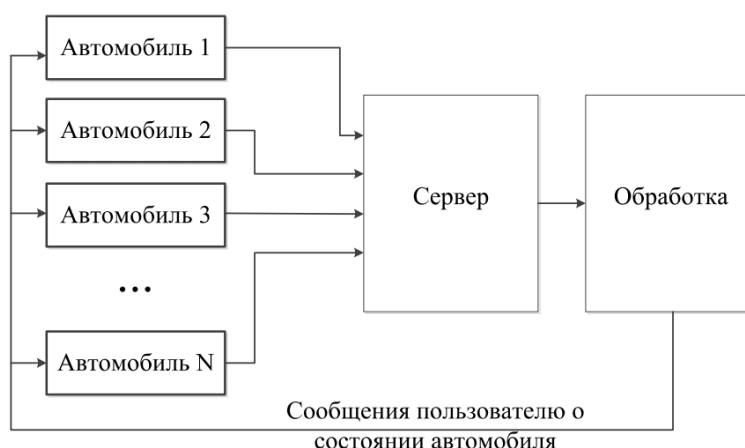 Автомобиль 1
Автомобиль 2
Автомобиль 3
...
Автомобиль N
Сервер
Обработка
Сообщения пользователю о
состоянии автомобиля